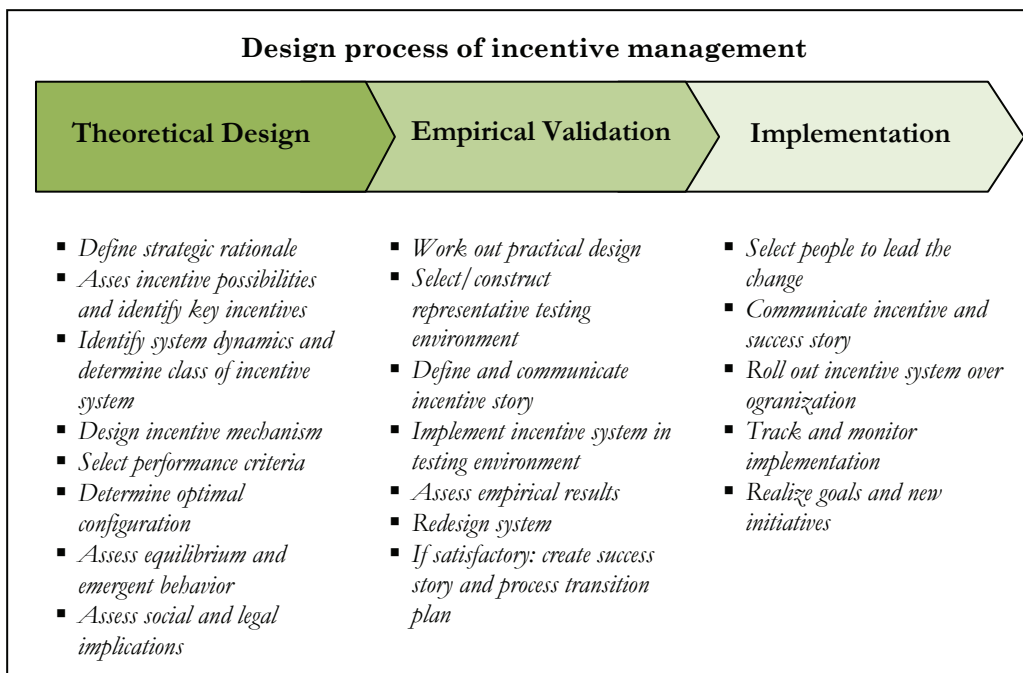 Design process of incentive management
Theoretical Design
Empirical Validation
Implementation
▪ Define strategic rationale
▪ Asses incentive possibilities
and identify key incentives
▪ Identify system dynamics and
determine class of incentive
system
▪ Design incentive mechanism
▪ Select performance criteria
▪ Determine optimal
configuration
▪ Assess equilibrium and
emergent behavior
▪ Assess social and legal
implications
▪ Work out practical design
▪ Select/construct
representative testing
environment
▪ Define and communicate
incentive story
▪ Implement incentive system in
testing environment
▪ Assess empirical results
▪ Redesign system
▪ If satisfactory: create success
story and process transition
plan
▪ Select people to lead the
change
▪ Communicate incentive and
success story
▪ Roll out incentive system over
ogranization
▪ Track and monitor
implementation
▪ Realize goals and new
initiatives